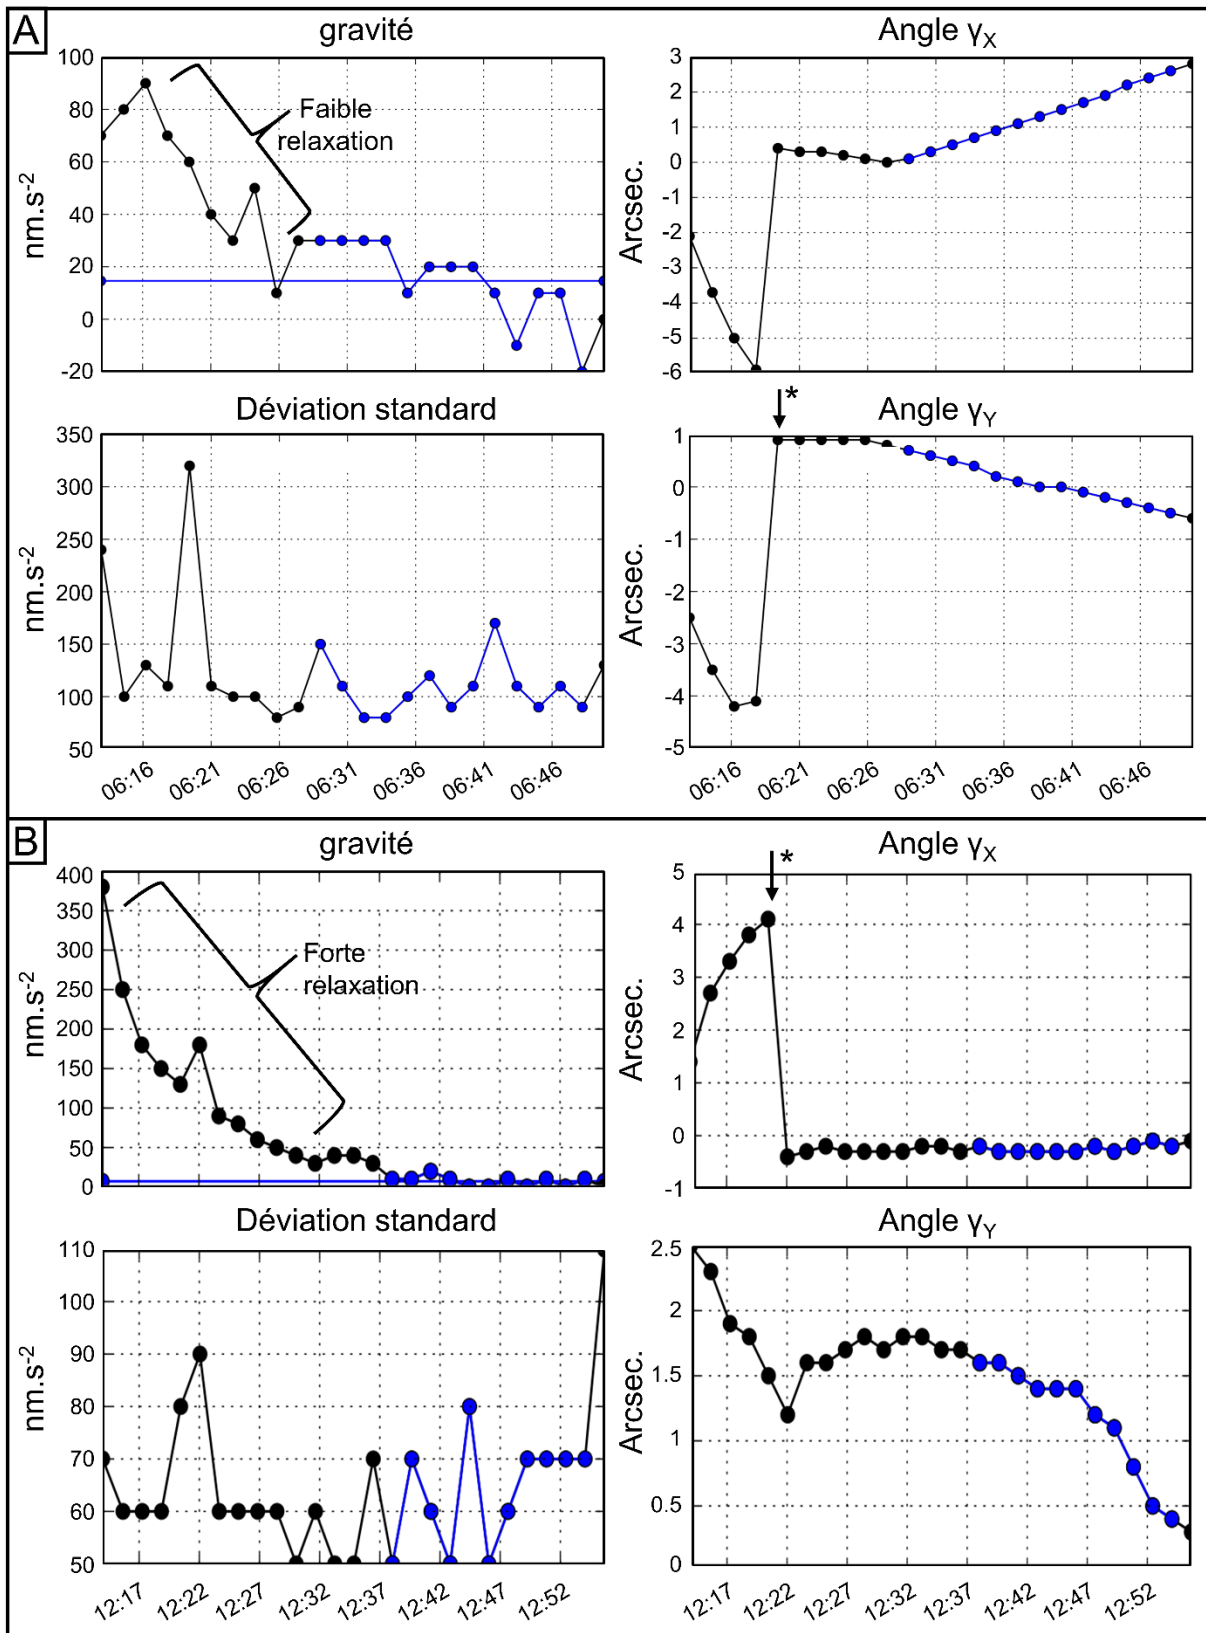 A
gravité
Angle γX
100
80
60
40
20
0
-20
nm.s-2
Faible
relaxation
3
2
1
0
-1
-2
-3
-4
-5
-6
Arcsec.
Déviation standard
*
Angle γY
350
300
250
200
150
100
50
nm.s-2
1
0
-1
-2
-3
-4
-5
Arcsec.
06:16 06:21 06:26 06:31 06:36 06:41 06:46
06:16 06:21 06:26 06:31 06:36 06:41 06:46
B
gravité
Angle γX
400
350
300
250
200
150
100
50
0
nm.s-2
Forte
relaxation
*
5
4
3
2
1
0
-1
Arcsec.
Déviation standard
Angle γY
110
100
90
80
70
60
50
nm.s-2
2.5
2
1.5
1
0.5
0
Arcsec.
12:17 12:22 12:27 12:32 12:37 12:42 12:47 12:52
12:17 12:22 12:27 12:32 12:37 12:42 12:47 12:52